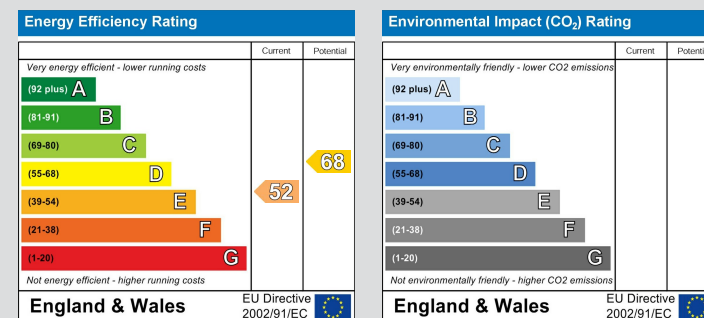 Energy Efficiency Rating
Current Potential
Very energy efficient - lower running costs
(92 plus) A
(81-91) B
(69-80) C
(55-68) D
(39-54) E
(21-38) F
(1-20) G
52
68
Not energy efficient - higher running costs
England & Wales
EU Directive
2002/91/EC
Environmental Impact (CO₂) Rating
Current Potenti
Very environmentally friendly - lower CO2 emissions
(92 plus) A
(81-91) B
(69-80) C
(55-68) D
(39-54) E
(21-38) F
(1-20) G
Not environmentally friendly - higher CO2 emissions
England & Wales
EU Directive
2002/91/EC